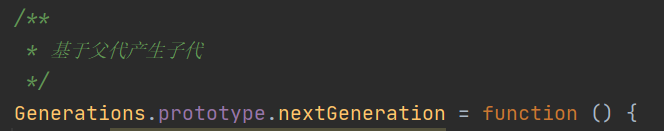 /**
* 基于父代产生子代
*/
Generations.prototype.nextGeneration = function () {